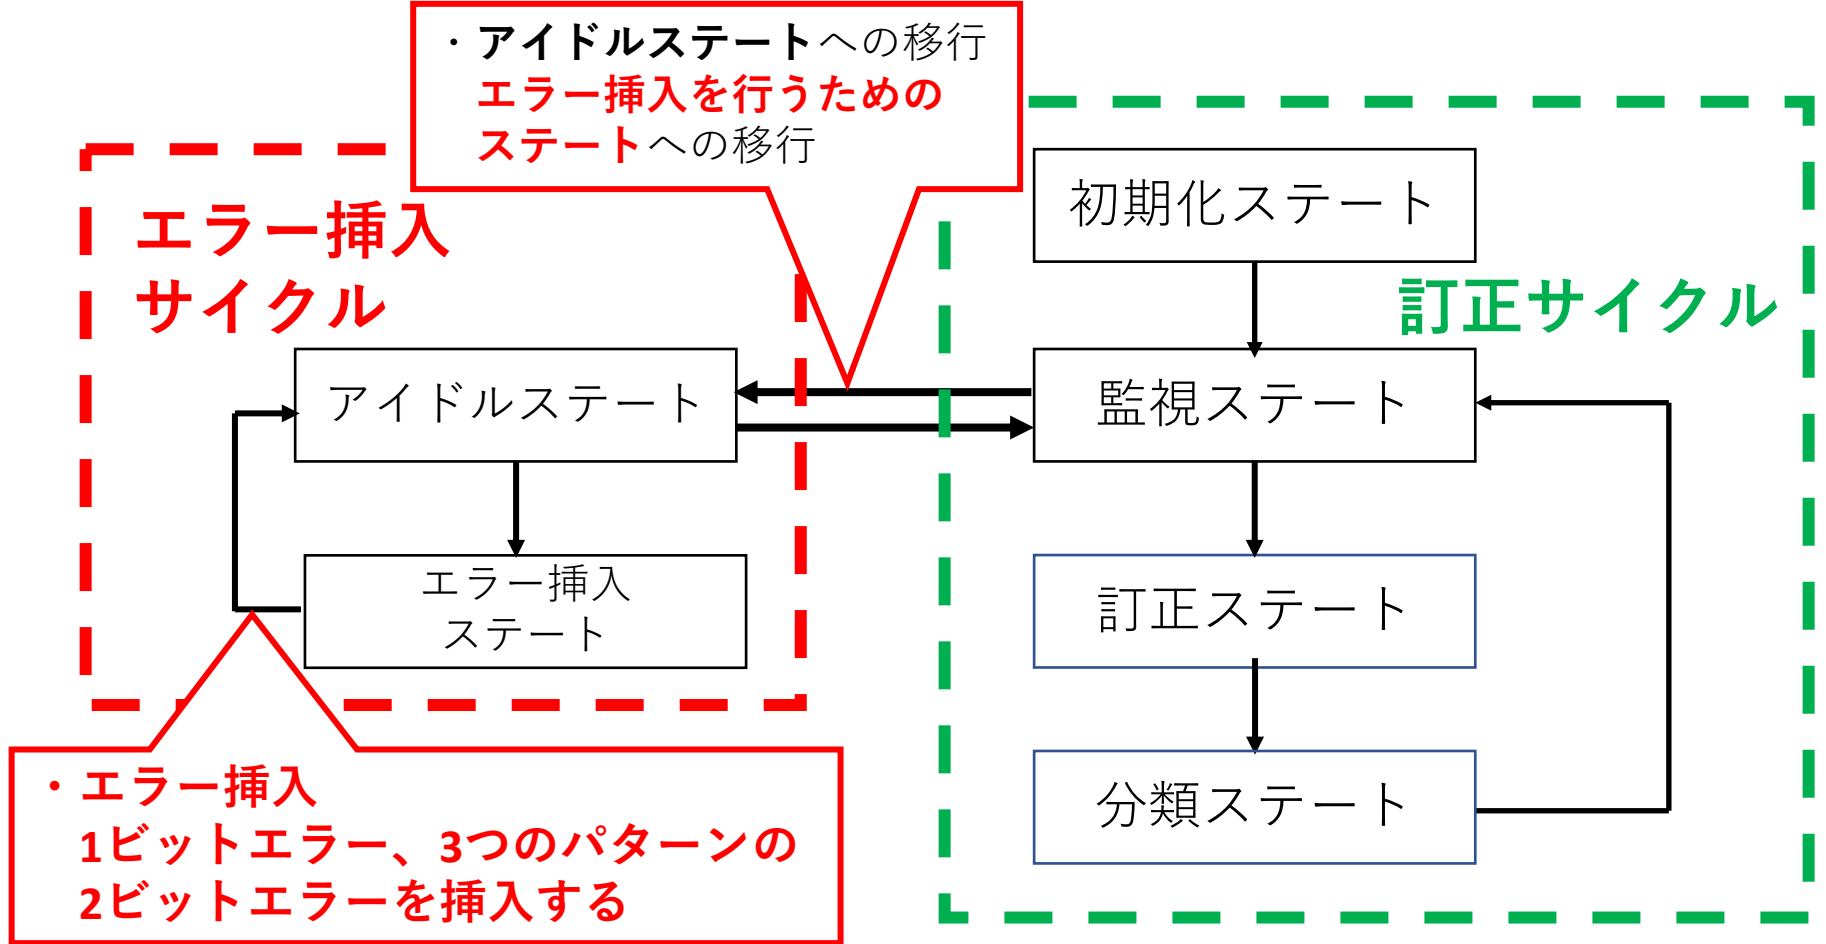 ・アイドルステートへの移行
エラー挿入を行うための
ステートへの移行
エラー挿入
サイクル
初期化ステート
訂正サイクル
アイドルステート
監視ステート
エラー挿入
ステート
訂正ステート
分類ステート
・エラー挿入
1ビットエラー、3つのパターンの
2ビットエラーを挿入する